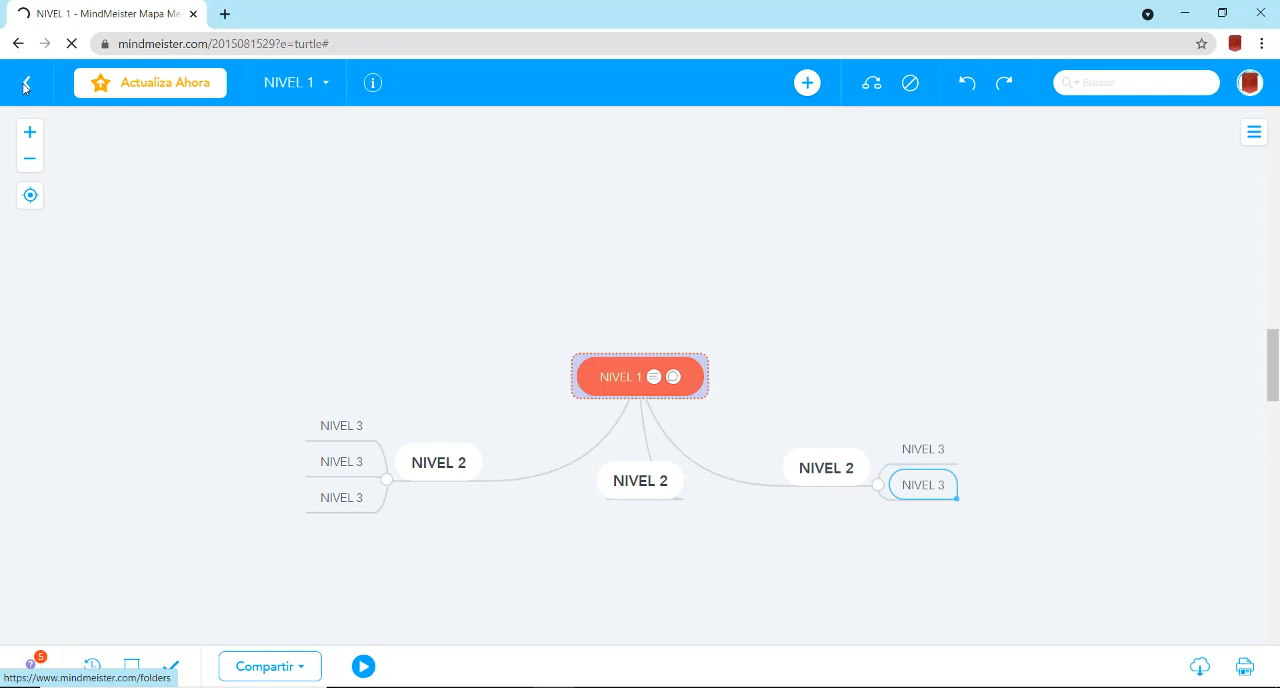 NIVEL 1 - MindMeister Mapa Me
mindmeister.com/2015081529?e=turtle#
Actualiza Ahora
NIVEL 1
Buscar
NIVEL 1
NIVEL 3
NIVEL 3
NIVEL 3
NIVEL 2
NIVEL 2
NIVEL 2
NIVEL 3
NIVEL 3
5
Compartir
https://www.mindmeister.com/folders